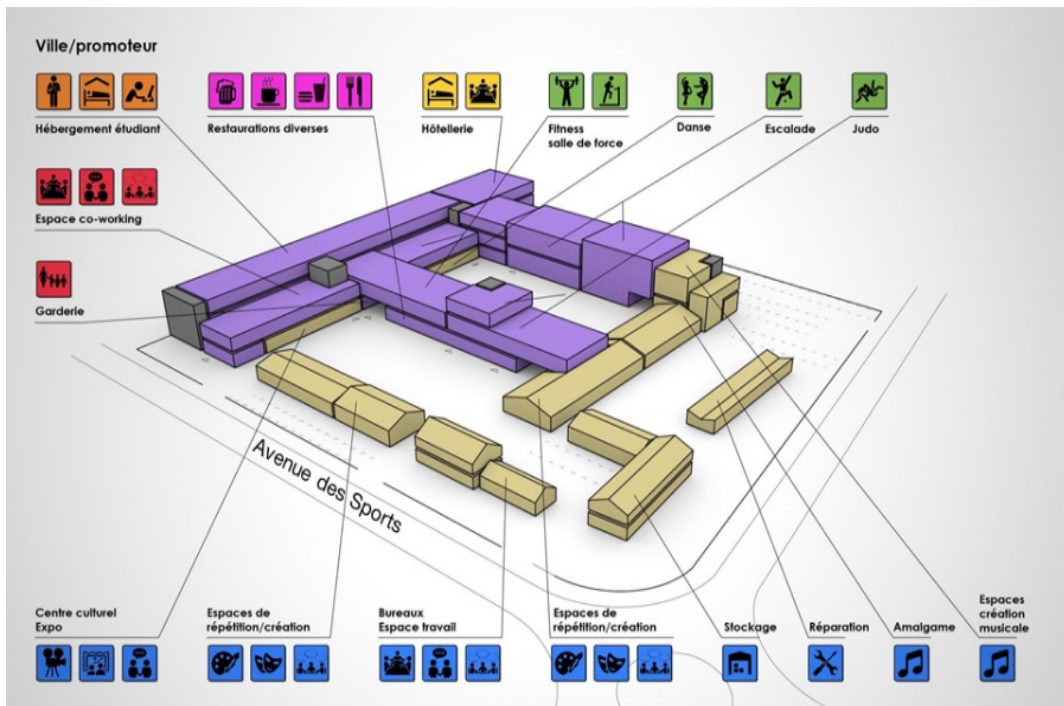 Ville/promoteur
Hébergement étudiant
Restaurations diverses
Hôtellerie
Fitness
salle de force
Danse
Escalade
Judo
Espace co-working
Garderie
Avenue des Sports
Centre culturel
Expo
Espaces de
répétition/création
Bureaux
Espace travail
Espaces de
répétition/création
Stockage
Réparation
Amalgame
Espaces
création
musicale